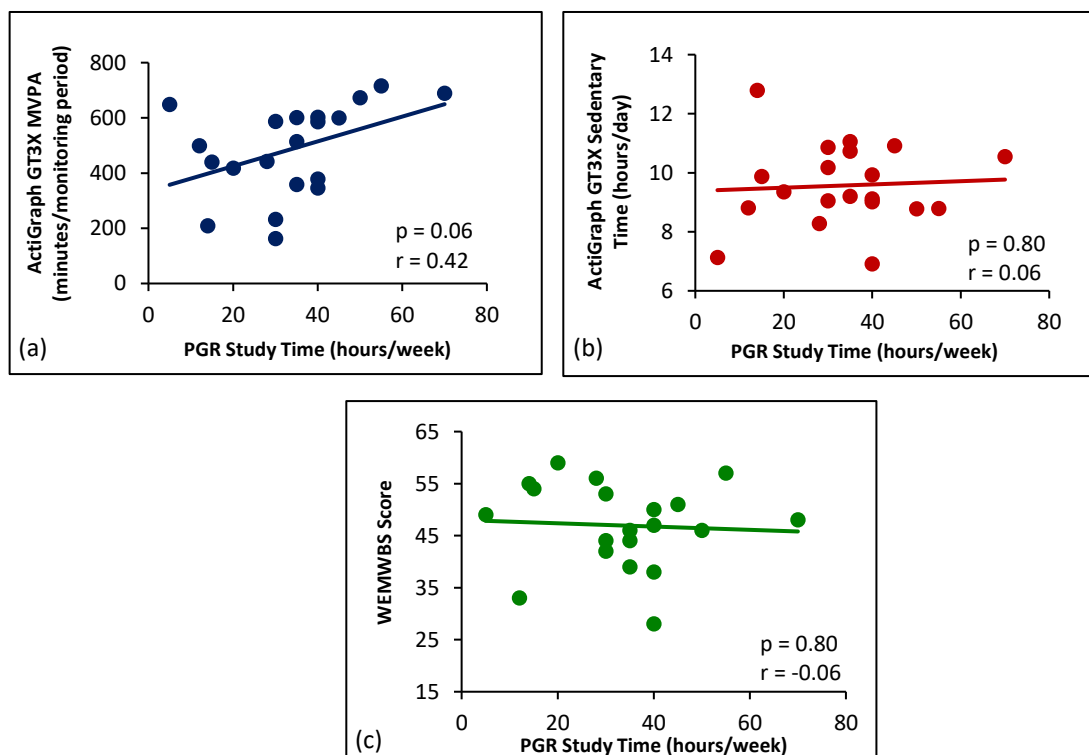 ActiGraph GT3X MVPA
(minutes/monitoring period)
800
600
400
200
0
0 20 40 60 80
p = 0.06
r = 0.42
PGR Study Time (hours/week)
(a)
ActiGraph GT3X Sedentary
Time (hours/day)
14
12
10
8
6
0 20 40 60 80
p = 0.80
r = 0.06
PGR Study Time (hours/week)
(b)
WEMWBS Score
65
55
45
35
25
15
0 20 40 60 80
p = 0.80
r = -0.06
PGR Study Time (hours/week)
(c)